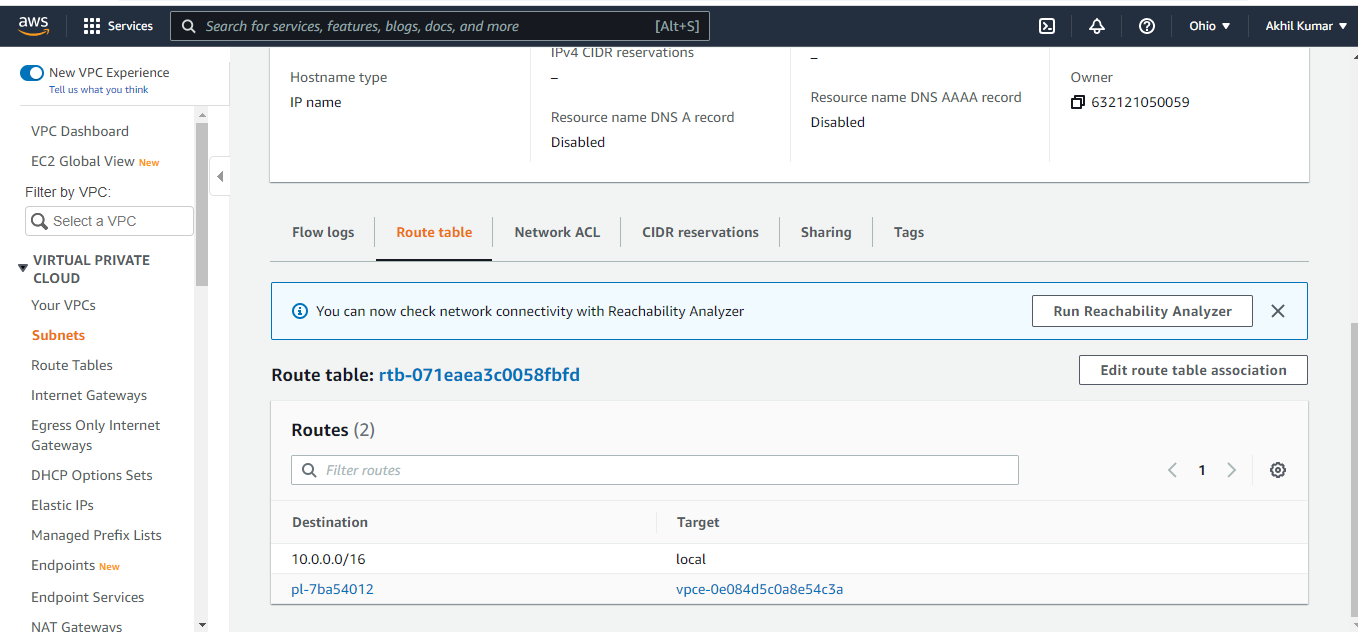 aws
Services
Search for services, features, blogs, docs, and more [Alt+S]
Ohio ▼
Akhil Kumar ▼
New VPC Experience
Tell us what you think
VPC Dashboard
EC2 Global View New
Filter by VPC:
Select a VPC
VIRTUAL PRIVATE
CLOUD
Your VPCs
Subnets
Route Tables
Internet Gateways
Egress Only Internet
Gateways
DHCP Options Sets
Elastic IPs
Managed Prefix Lists
Endpoints New
Endpoint Services
NAT Gateways
Hostname type
IP name
IPv4 CIDR reservations
–
Resource name DNS A record
Disabled
–
Resource name DNS AAAA record
Disabled
Owner
632121050059
Flow logs
Route table
Network ACL
CIDR reservations
Sharing
Tags
You can now check network connectivity with Reachability Analyzer
Run Reachability Analyzer
Route table: rtb-071eaea3c0058fbfd
Edit route table association
Routes (2)
Filter routes
1
Destination Target
10.0.0.0/16 local
pl-7ba54012 vpce-0e084d5c0a8e54c3a